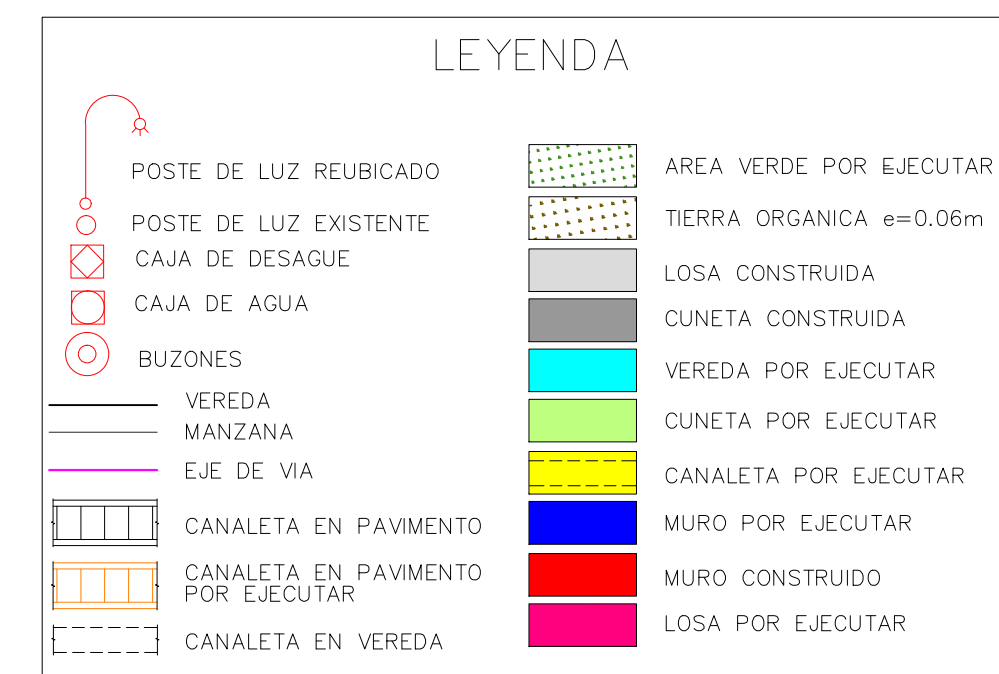 LEYENDA
POSTE DE LUZ REUBICADO
POSTE DE LUZ EXISTENTE
CAJA DE DESAGUE
CAJA DE AGUA
BUZONES
VEREDA
MANZANA
EJE DE VIA
CANALETA EN PAVIMENTO
CANALETA EN PAVIMENTO
POR EJECUTAR
CANALETA EN VEREDA
AREA VERDE POR EJECUTAR
TIERRA ORGANICA e=0.06m
LOSA CONSTRUIDA
CUNETA CONSTRUIDA
VEREDA POR EJECUTAR
CUNETA POR EJECUTAR
CANALETA POR EJECUTAR
MURO POR EJECUTAR
MURO CONSTRUIDO
LOSA POR EJECUTAR